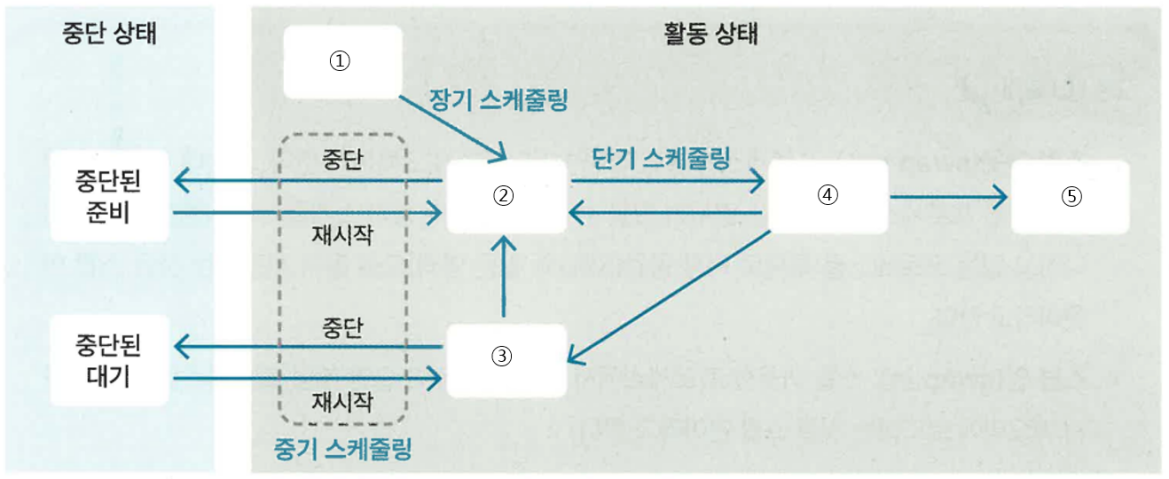 중단 상태
활동 상태
①
장기 스케줄링
중단
단기 스케줄링
중단된
준비
②
④
⑤
재시작
중단
중단된
대기
③
재시작
중기 스케줄링